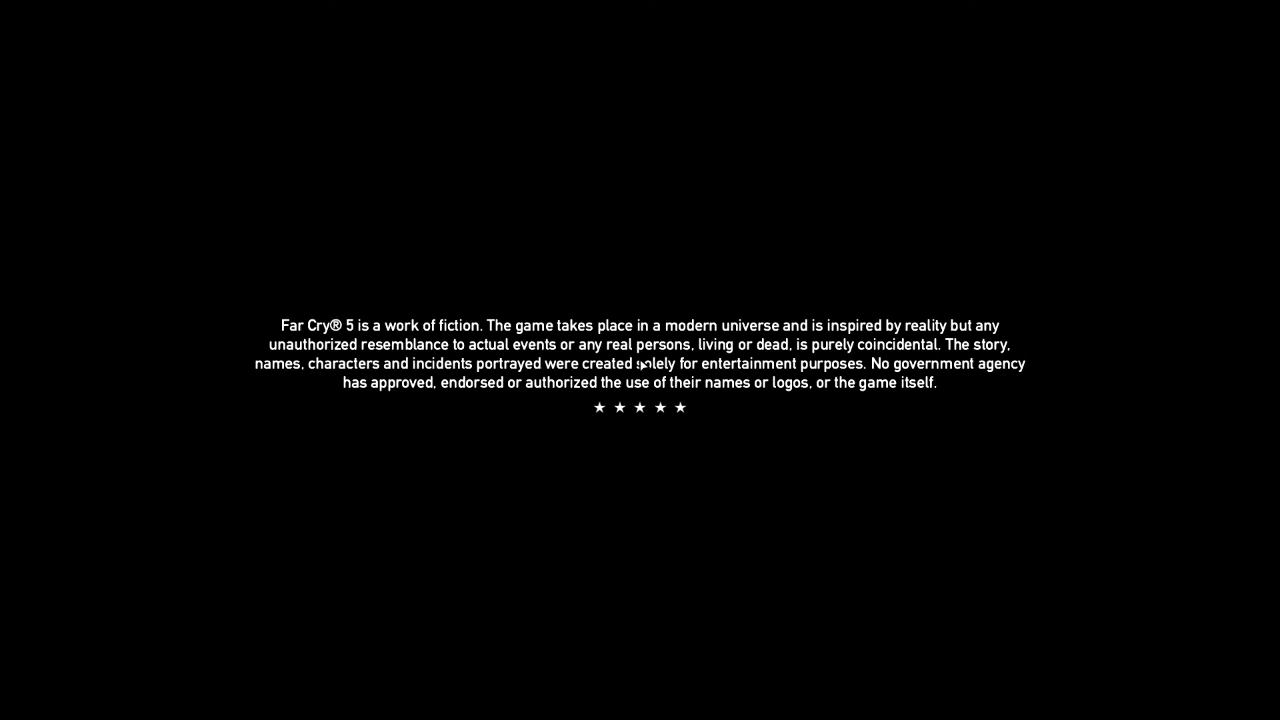 Far Cry® 5 is a work of fiction. The game takes place in a modern universe and is inspired by reality but any
unauthorized resemblance to actual events or any real persons, living or dead, is purely coincidental. The story,
names, characters and incidents portrayed were created solely for entertainment purposes. No government agency
has approved, endorsed or authorized the use of their names or logos, or the game itself.
★ ★ ★ ★ ★